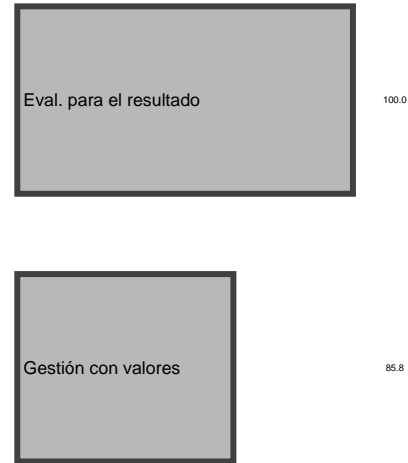 Eval. para el resultado 100.0
Gestión con valores 85.8